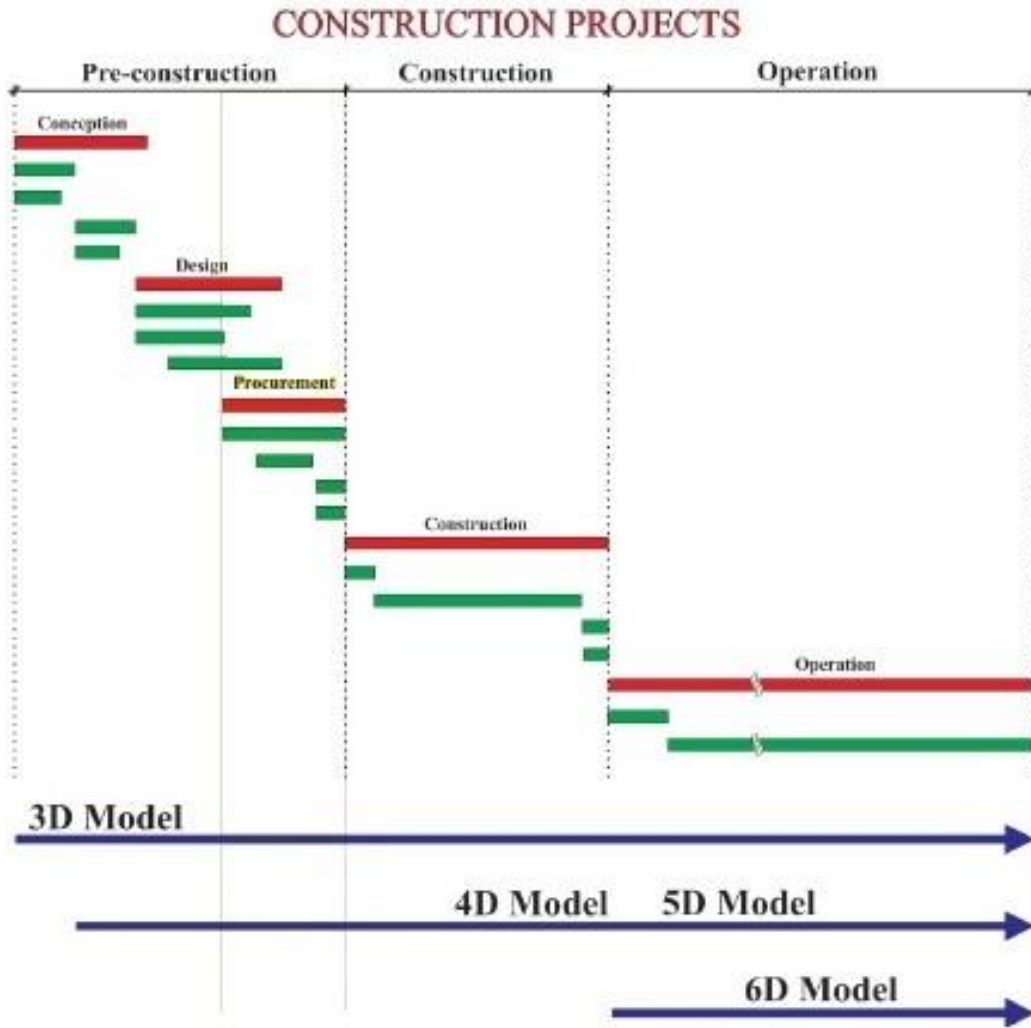 CONSTRUCTION PROJECTS
Pre-construction Construction Operation
Conception
Design
Procurement
Construction
Operation
3D Model
4D Model 5D Model
6D Model